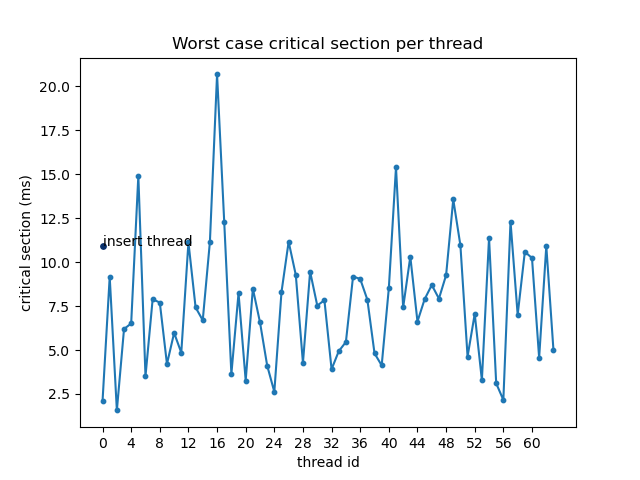 Worst case critical section per thread
critical section (ms)
20.0
17.5
15.0
12.5
10.0
7.5
5.0
2.5
insert thread
0 4 8 12 16 20 24 28 32 36 40 44 48 52 56 60
thread id